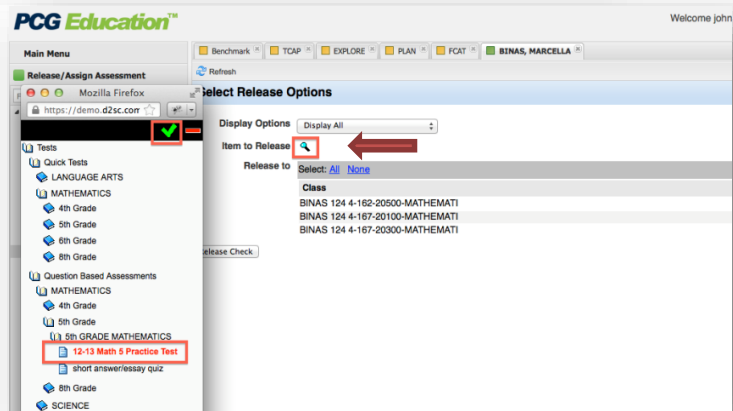 PCG Education™
Welcome john
Main Menu
Release/Assign Assessment
Benchmark
TCAP
EXPLORE
PLAN
FCAT
BINAS, MARCELLA
Refresh
Select Release Options
Display Options
Display All
Item to Release
Release to
Select: All None
Class
BINAS 124 4-162-20500-MATHEMATI
BINAS 124 4-167-20100-MATHEMATI
BINAS 124 4-167-20300-MATHEMATI
elease Check
Mozilla Firefox
https://demo.d2sc.com
Tests
Quick Tests
LANGUAGE ARTS
MATHEMATICS
4th Grade
5th Grade
6th Grade
8th Grade
Question Based Assessments
MATHEMATICS
4th Grade
5th Grade
5th GRADE MATHEMATICS
12-13 Math 5 Practice Test
short answer/essay quiz
8th Grade
SCIENCE